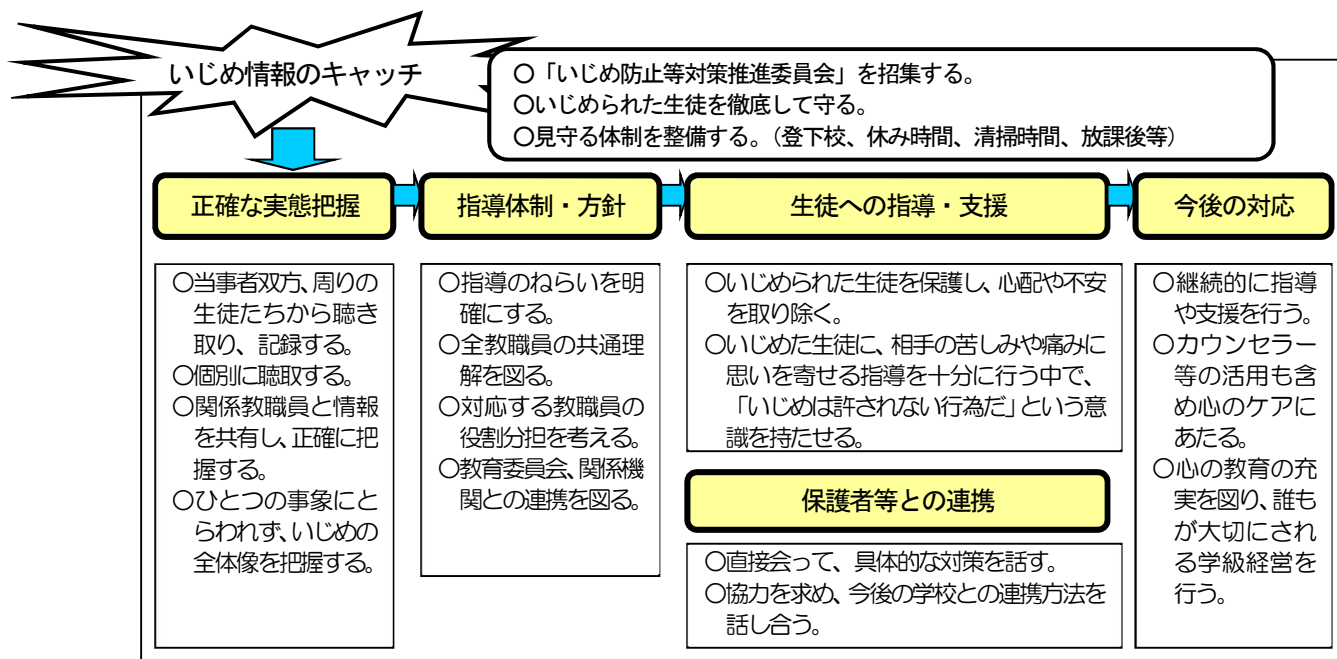 いじめ情報のキャッチ
○「いじめ防止等対策推進委員会」を招集する。
○いじめられた生徒を徹底して守る。
○見守る体制を整備する。（登下校、休み時間、清掃時間、放課後等）
正確な実態把握
○当事者双方、周りの
生徒たちから聴き
取り、記録する。
○個別に聴取する。
○関係教職員と情報
を共有し、正確に把
握する。
○ひとつの事象にと
らわれず、いじめの
全体像を把握する。
指導体制・方針
○指導のねらいを明
確にする。
○全教職員の共通理
解を図る。
○対応する教職員の
役割分担を考える。
○教育委員会、関係機
関との連携を図る。
生徒への指導・支援
○いじめられた生徒を保護し、心配や不安
を取り除く。
○いじめた生徒に、相手の苦しみや痛みに
思いを寄せる指導を十分に行う中で、
「いじめは許されない行為だ」という意
識を持たせる。
保護者等との連携
○直接会って、具体的な対策を話す。
○協力を求め、今後の学校との連携方法を
話し合う。
今後の対応
○継続的に指導
や支援を行う。
○カウンセラー
等の活用も含
め心のケアに
あたる。
○心の教育の充
実を図り、誰も
が大切にされ
る学級経営を
行う。